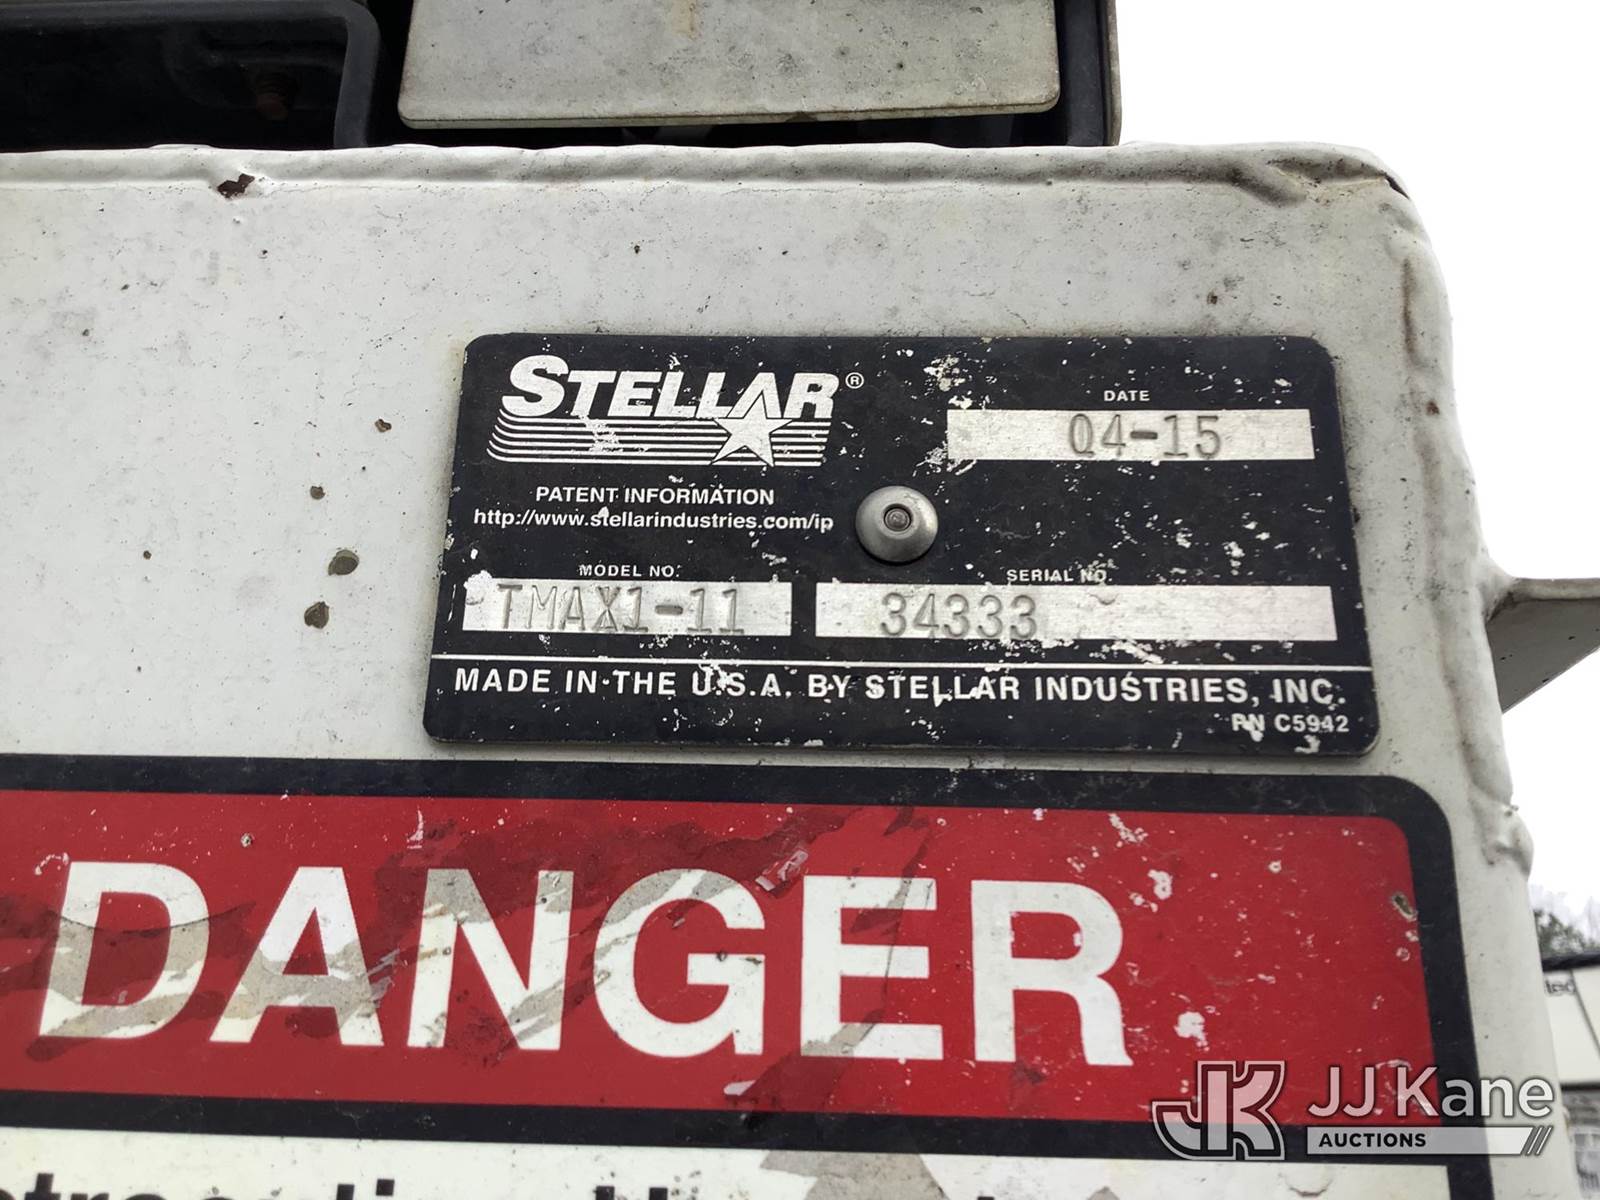 STELLAR®
DATE
04-15
PATENT INFORMATION
http://www.stellarindustries.com/ip
MODEL NO.
TMAX1-11
SERIAL NO.
34333
MADE IN THE U.S.A. BY STELLAR INDUSTRIES, INC.
PN C5942
DANGER
JJ Kane
AUCTIONS